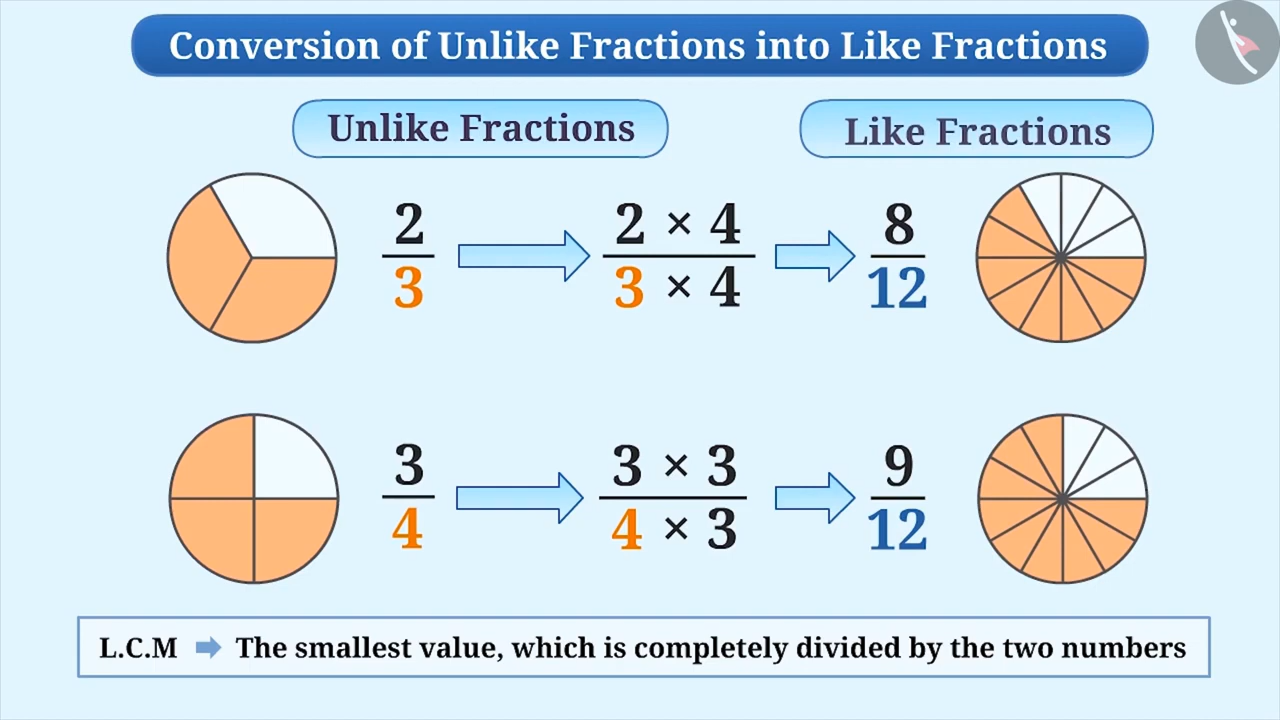 Conversion of Unlike Fractions into Like Fractions
Unlike Fractions
Like Fractions
2/3
2 × 4 / 3 × 4
8/12
3/4
3 × 3 / 4 × 3
9/12
L.C.M
The smallest value, which is completely divided by the two numbers